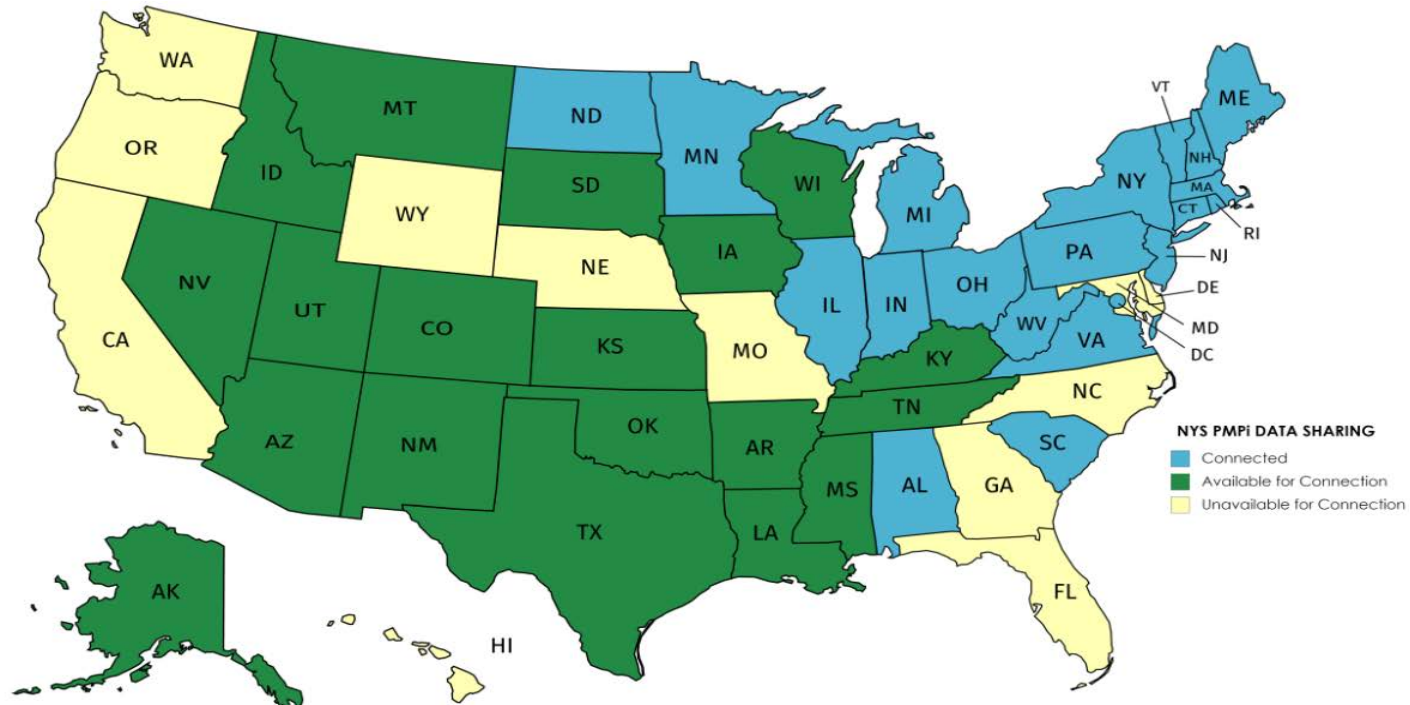 WA
MT
ND
MN
VT
ME
OR
ID
SD
WI
MI
NY
NH
MA
CT
RI
WY
IA
PA
NJ
NE
NV
UT
CO
IL
IN
OH
DE
WV
MD
CA
KS
MO
KY
VA
DC
NC
TN
AZ
NM
OK
AR
SC
MS
AL
GA
TX
LA
FL
AK
HI
NYS PMPi DATA SHARING
Connected
Available for Connection
Unavailable for Connection